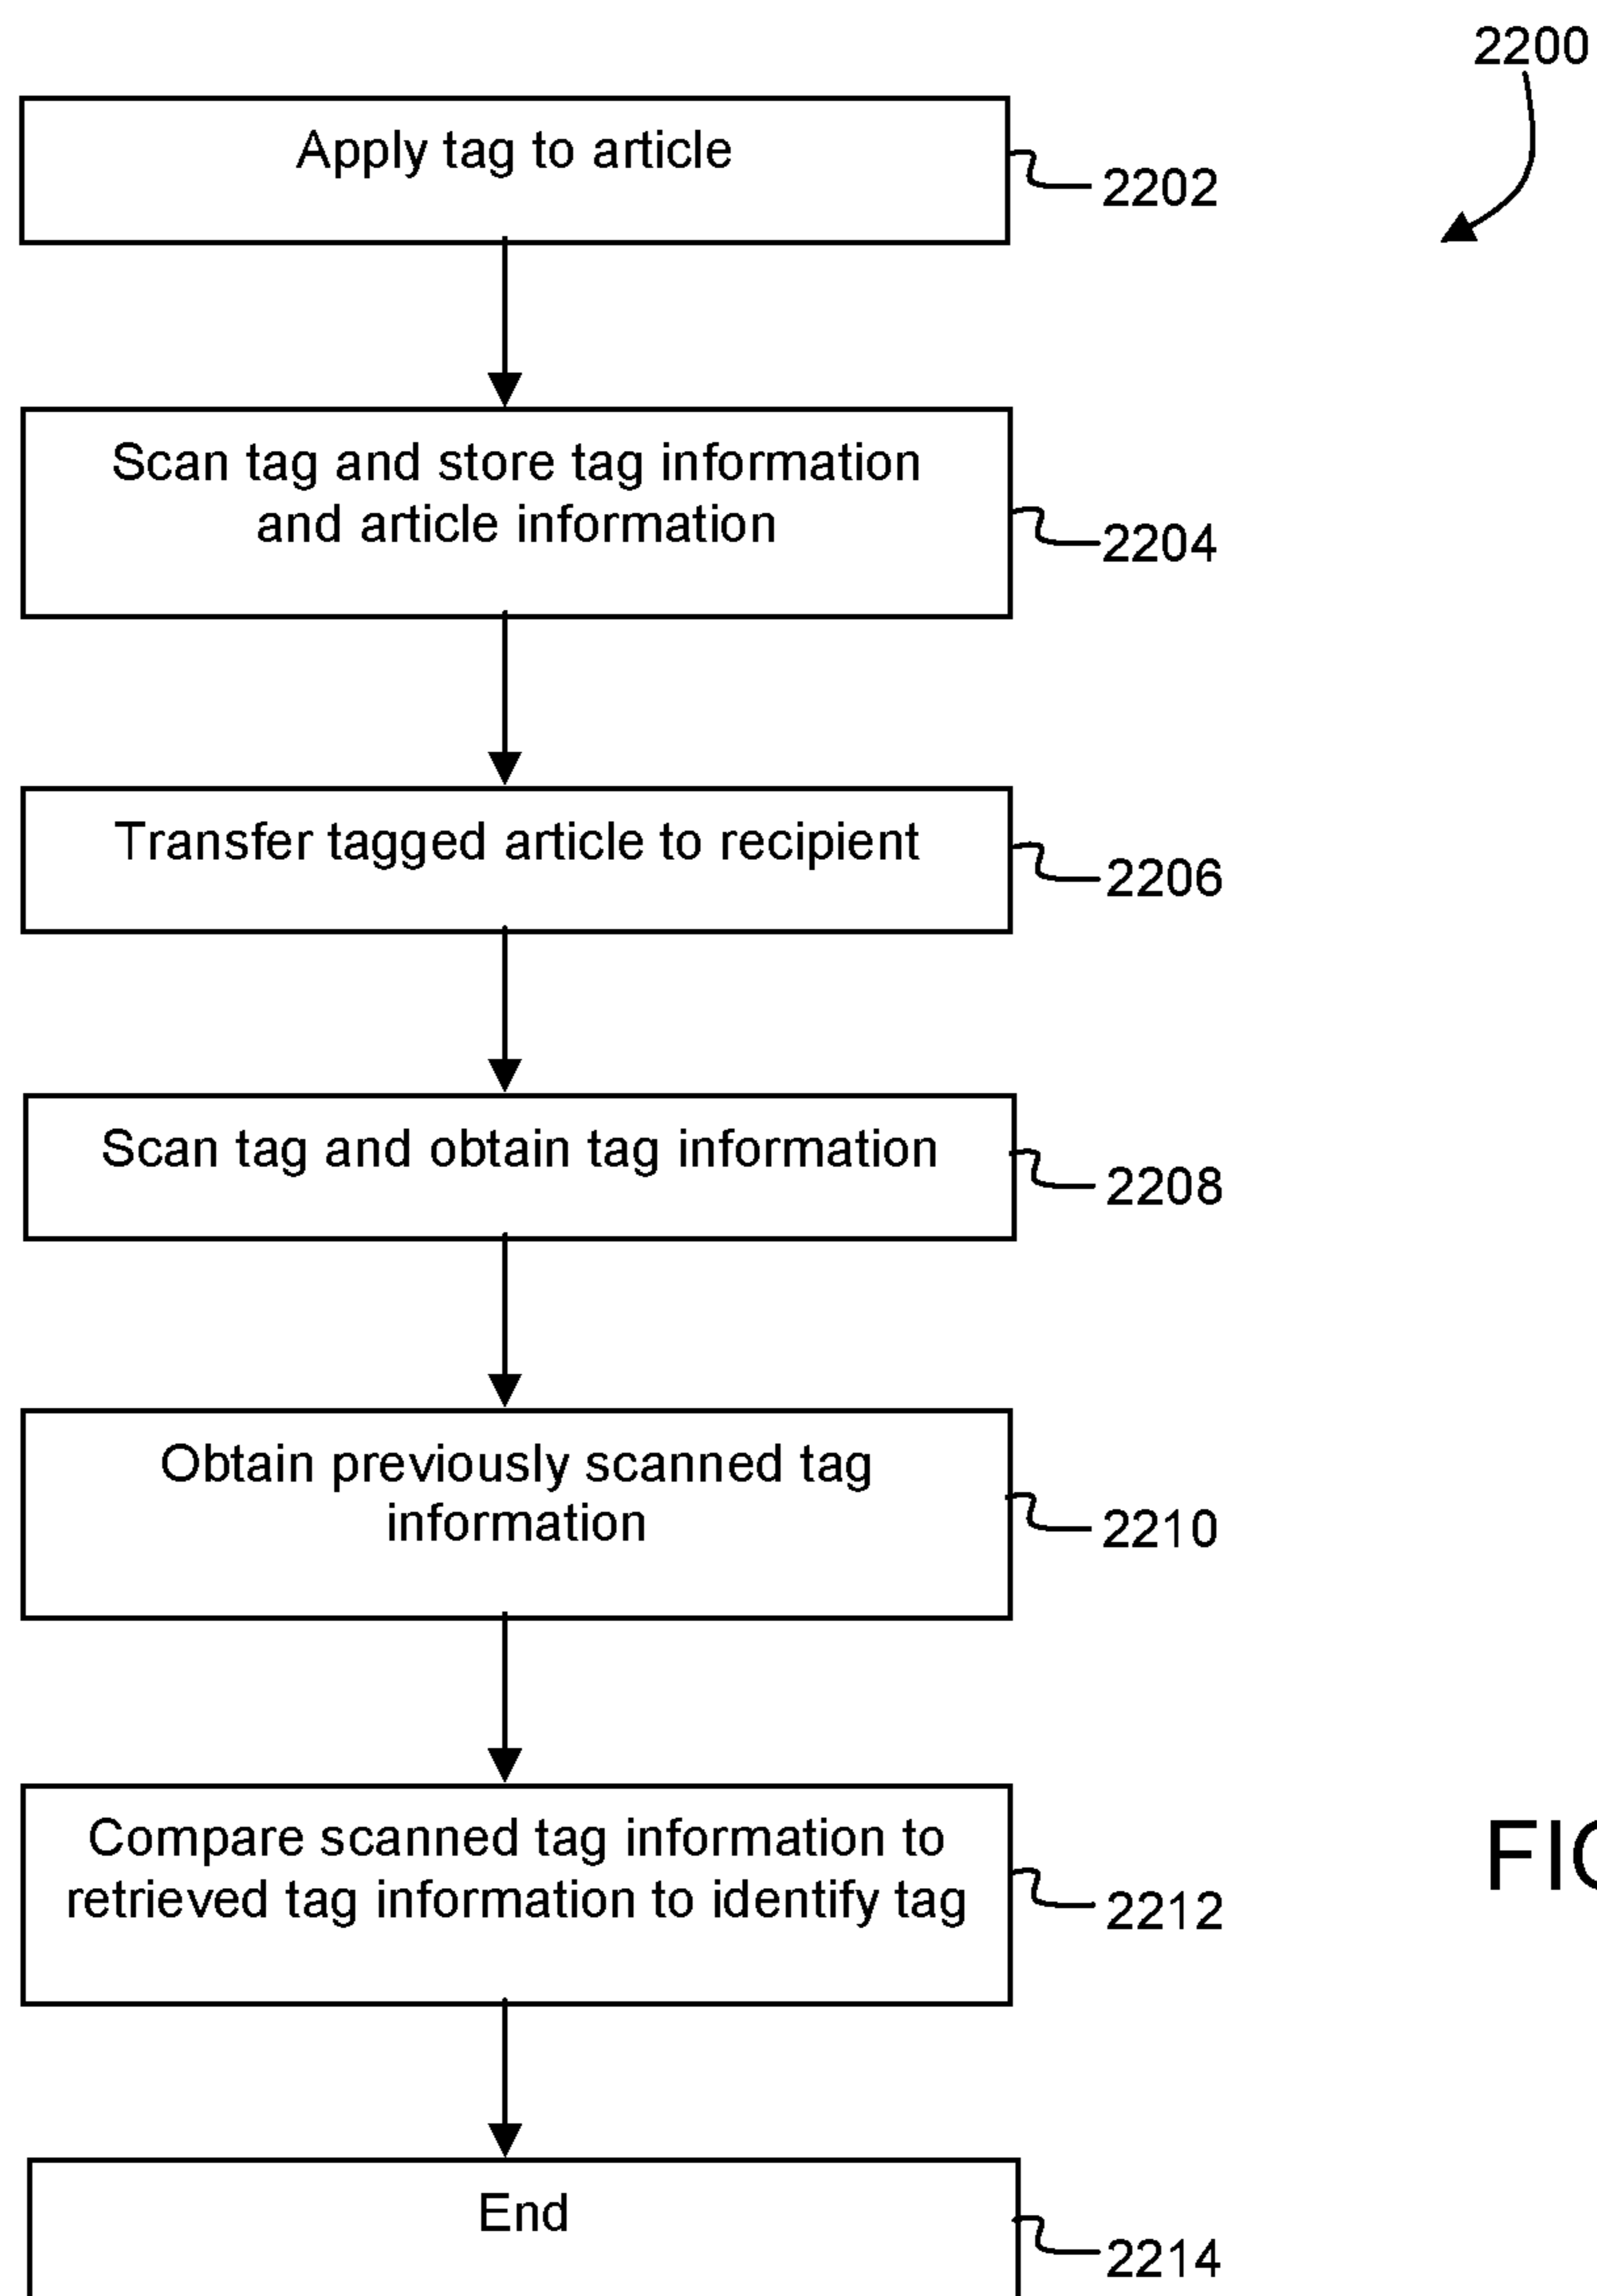 2200
Apply tag to article
2202
Scan tag and store tag information
and article information
2204
Transfer tagged article to recipient
2206
Scan tag and obtain tag information
2208
Obtain previously scanned tag
information
2210
Compare scanned tag information to
retrieved tag information to identify tag
2212
End
2214